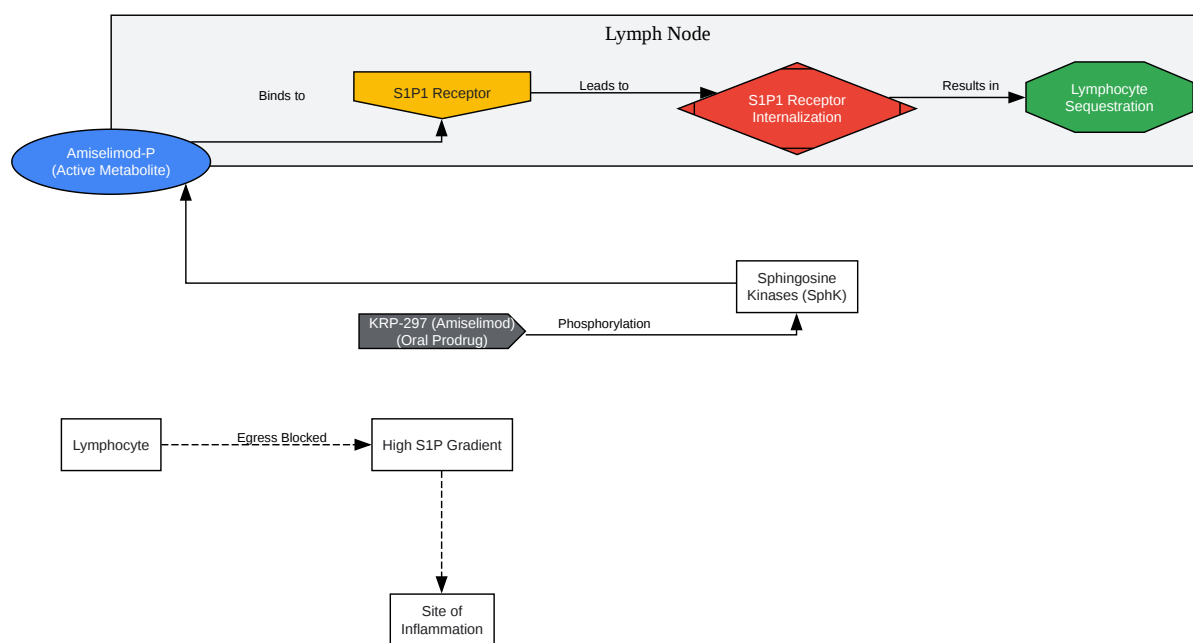 Lymph Node
S1P1 Receptor
Leads to
S1P1 Receptor
Internalization
Results in
Lymphocyte
Sequestration
Binds to
Amiselimod-P
(Active Metabolite)
Sphingosine
Kinases (SphK)
KRP-297 (Amiselimod)
(Oral Prodrug)
Phosphorylation
Lymphocyte
Egress Blocked
High S1P Gradient
Site of
Inflammation